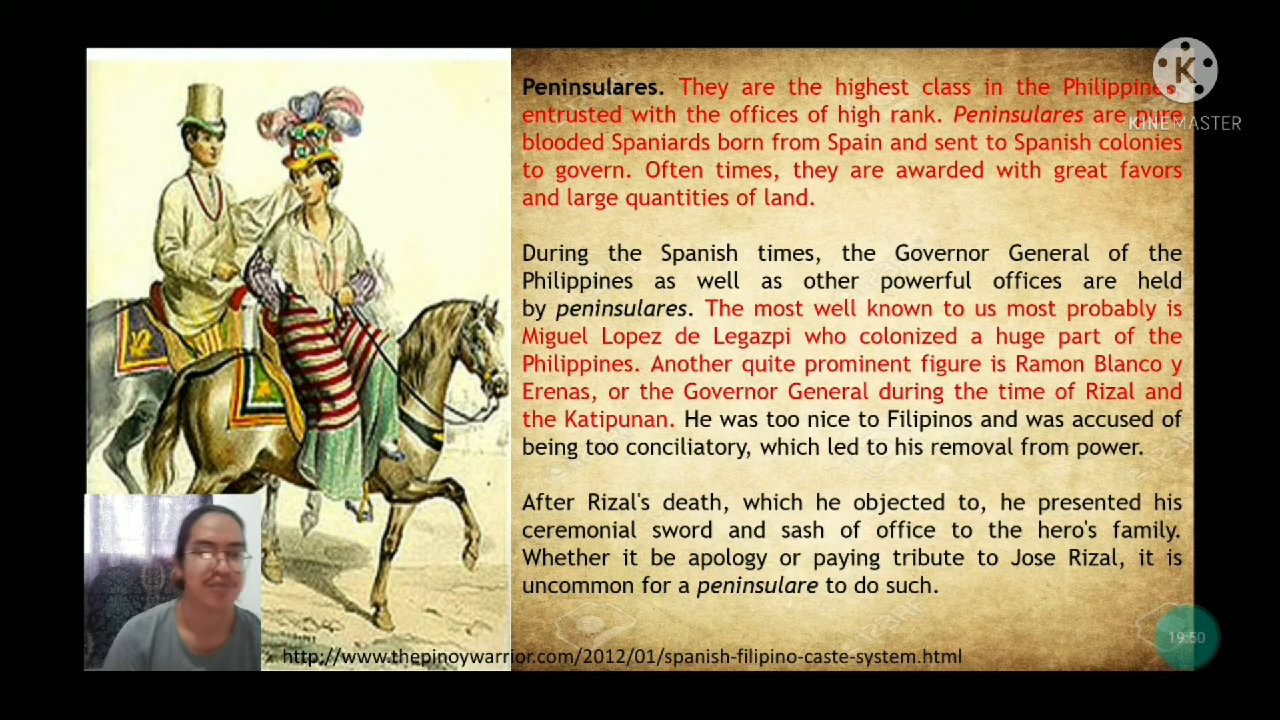 Peninsulares. They are the highest class in the Philippines
entrusted with the offices of high rank. Peninsulares are pure
blooded Spaniards born from Spain and sent to Spanish colonies
to govern. Often times, they are awarded with great favors
and large quantities of land.
During the Spanish times, the Governor General of the
Philippines as well as other powerful offices are held
by peninsulares. The most well known to us most probably is
Miguel Lopez de Legazpi who colonized a huge part of the
Philippines. Another quite prominent figure is Ramon Blanco y
Erenas, or the Governor General during the time of Rizal and
the Katipunan. He was too nice to Filipinos and was accused of
being too conciliatory, which led to his removal from power.
After Rizal's death, which he objected to, he presented his
ceremonial sword and sash of office to the hero's family.
Whether it be apology or paying tribute to Jose Rizal, it is
uncommon for a peninsulare to do such.
http://www.thepinoywarrior.com/2012/01/spanish-filipino-caste-system.html
K
KINEMASTER
19:50